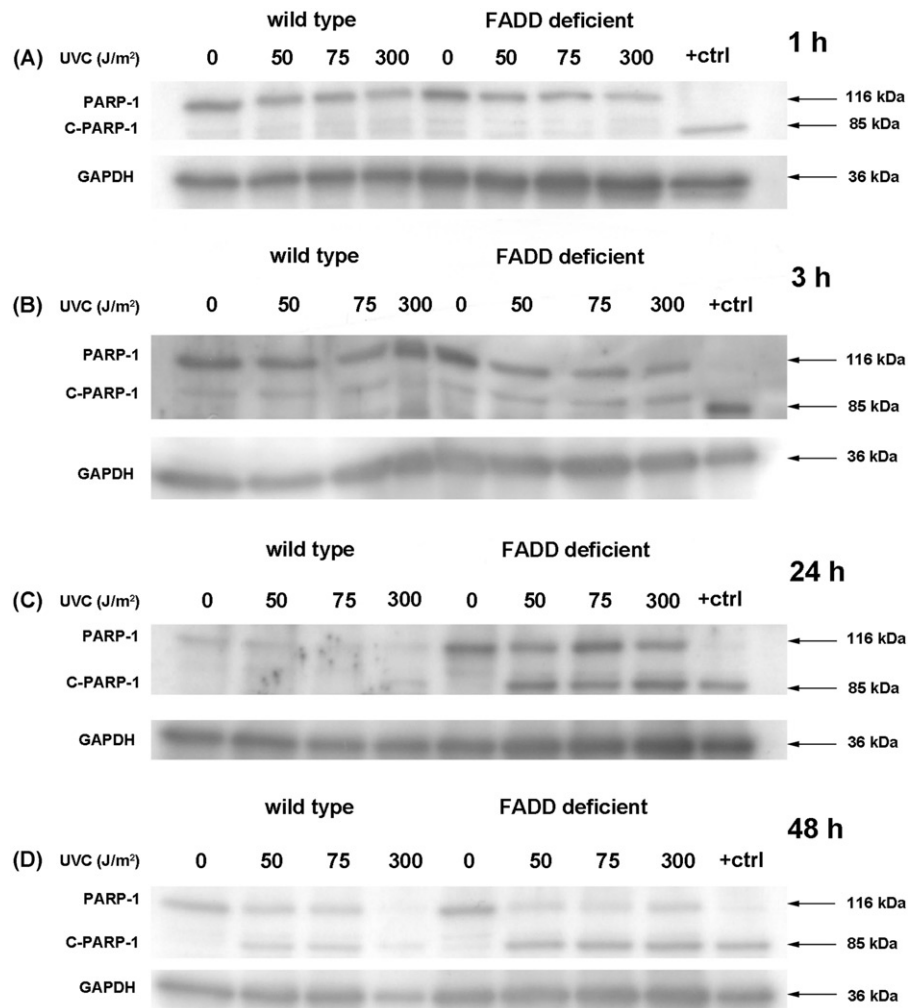 wild type FADD deficient 1 h
(A) UVC (J/m²) 0 50 75 300 0 50 75 300 +ctrl
PARP-1 116 kDa
C-PARP-1 85 kDa
GAPDH 36 kDa
wild type FADD deficient 3 h
(B) UVC (J/m²) 0 50 75 300 0 50 75 300 +ctrl
PARP-1 116 kDa
C-PARP-1 85 kDa
GAPDH 36 kDa
wild type FADD deficient 24 h
(C) UVC (J/m²) 0 50 75 300 0 50 75 300 +ctrl
PARP-1 116 kDa
C-PARP-1 85 kDa
GAPDH 36 kDa
wild type FADD deficient 48 h
(D) UVC (J/m²) 0 50 75 300 0 50 75 300 +ctrl
PARP-1 116 kDa
C-PARP-1 85 kDa
GAPDH 36 kDa